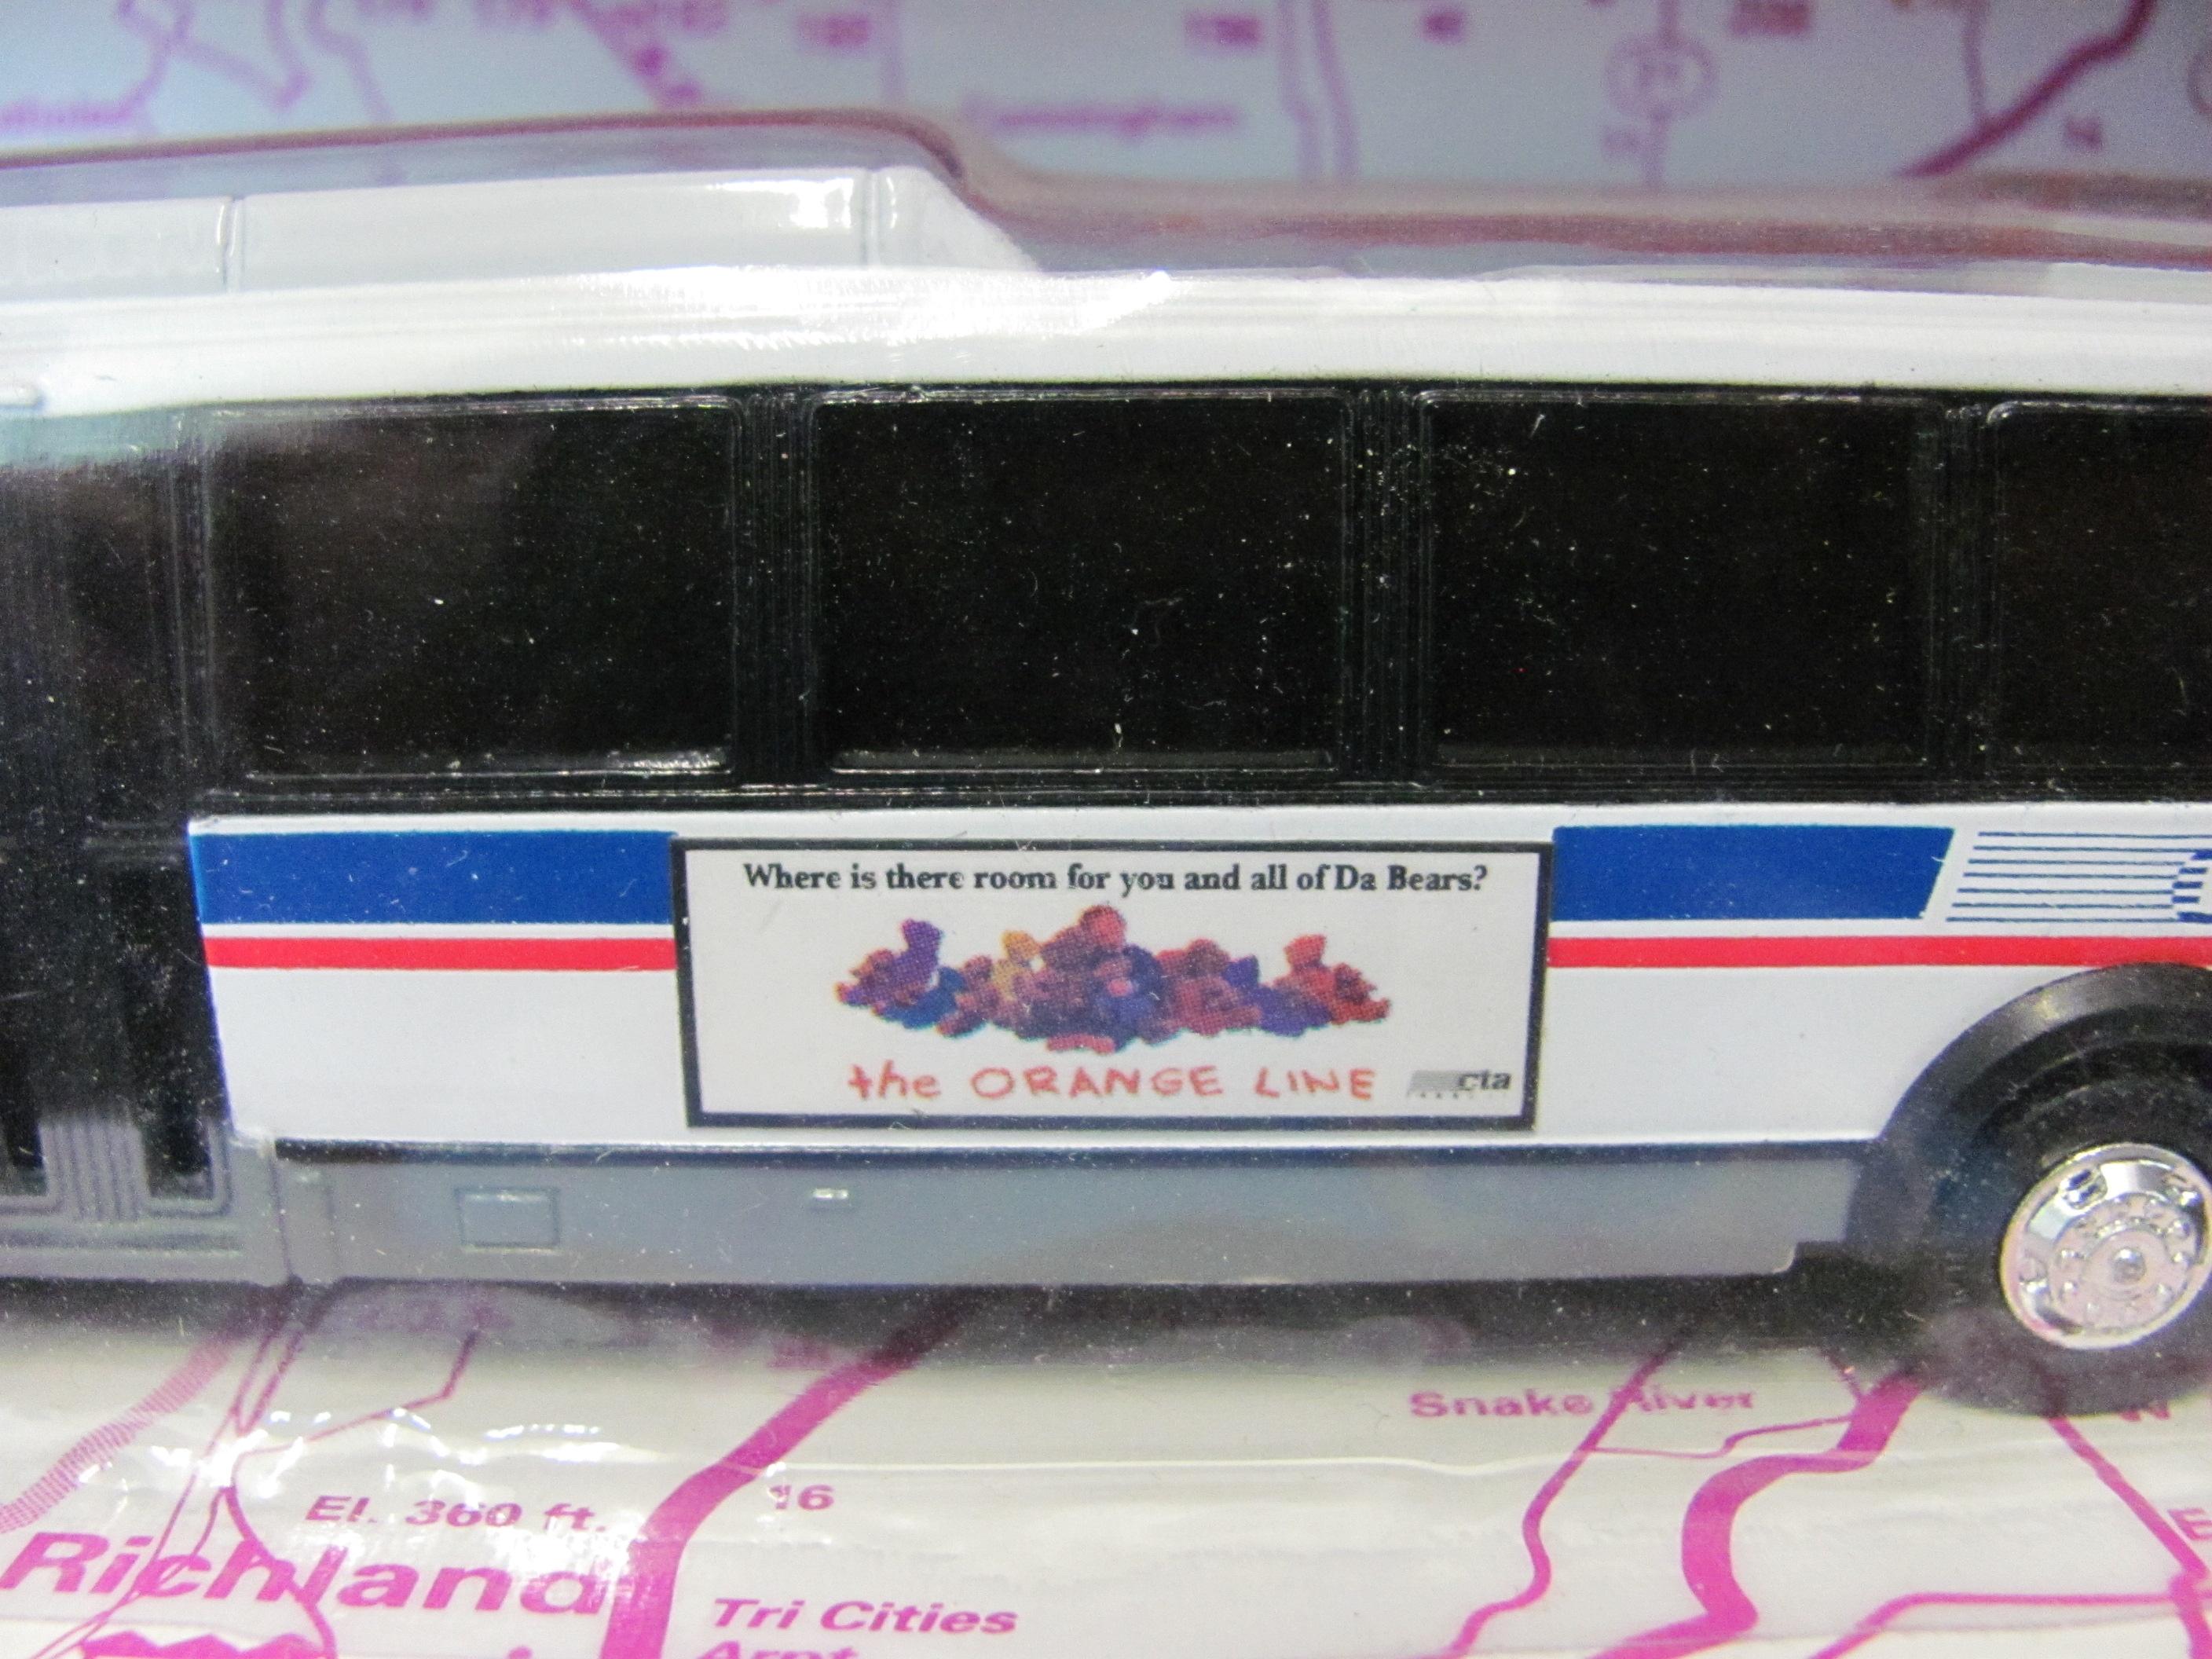 Where is there room for you and all of Da Bears?
the ORANGE LINE
cta
Snake River
El. 360 ft.
16
Richland
Tri Cities
Arpt